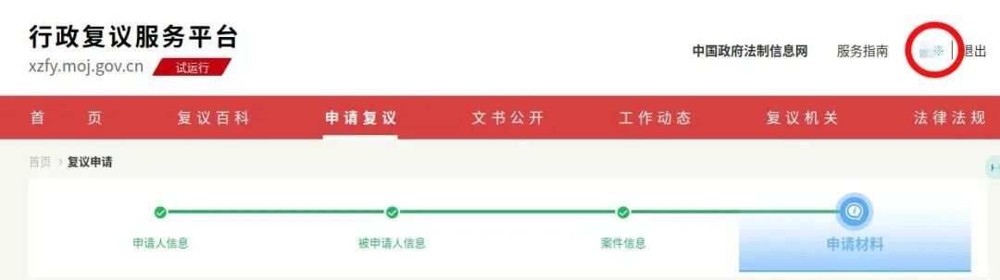 行政复议服务平台
xzfy.moj.gov.cn 试运行
中国政府法制信息网 服务指南 ※ 退出
首页 复议百科 申请复议 文书公开 工作动态 复议机关 法律法规
首页 > 复议申请
申请人信息 被申请人信息 案件信息 申请材料